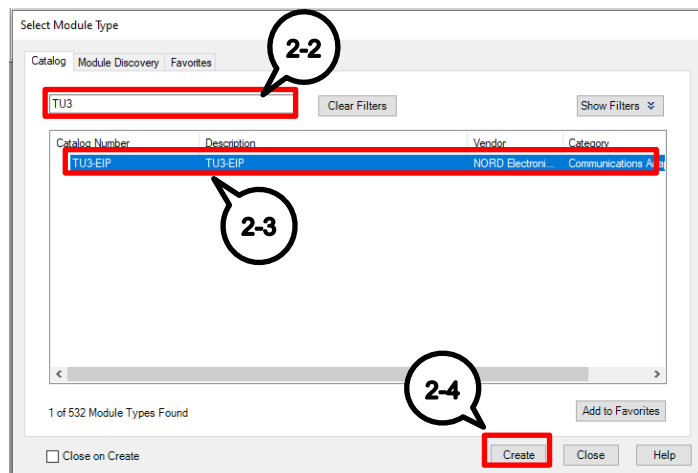 Select Module Type
2-2
Catalog Module Discovery Favorites
TU3 Clear Filters Show Filters
Catalog Number Description Vendor Category
TU3-EIP TU3-EIP NORD Electroni... Communications Adap
2-3
2-4
1 of 532 Module Types Found Add to Favorites
Close on Create Create Close Help